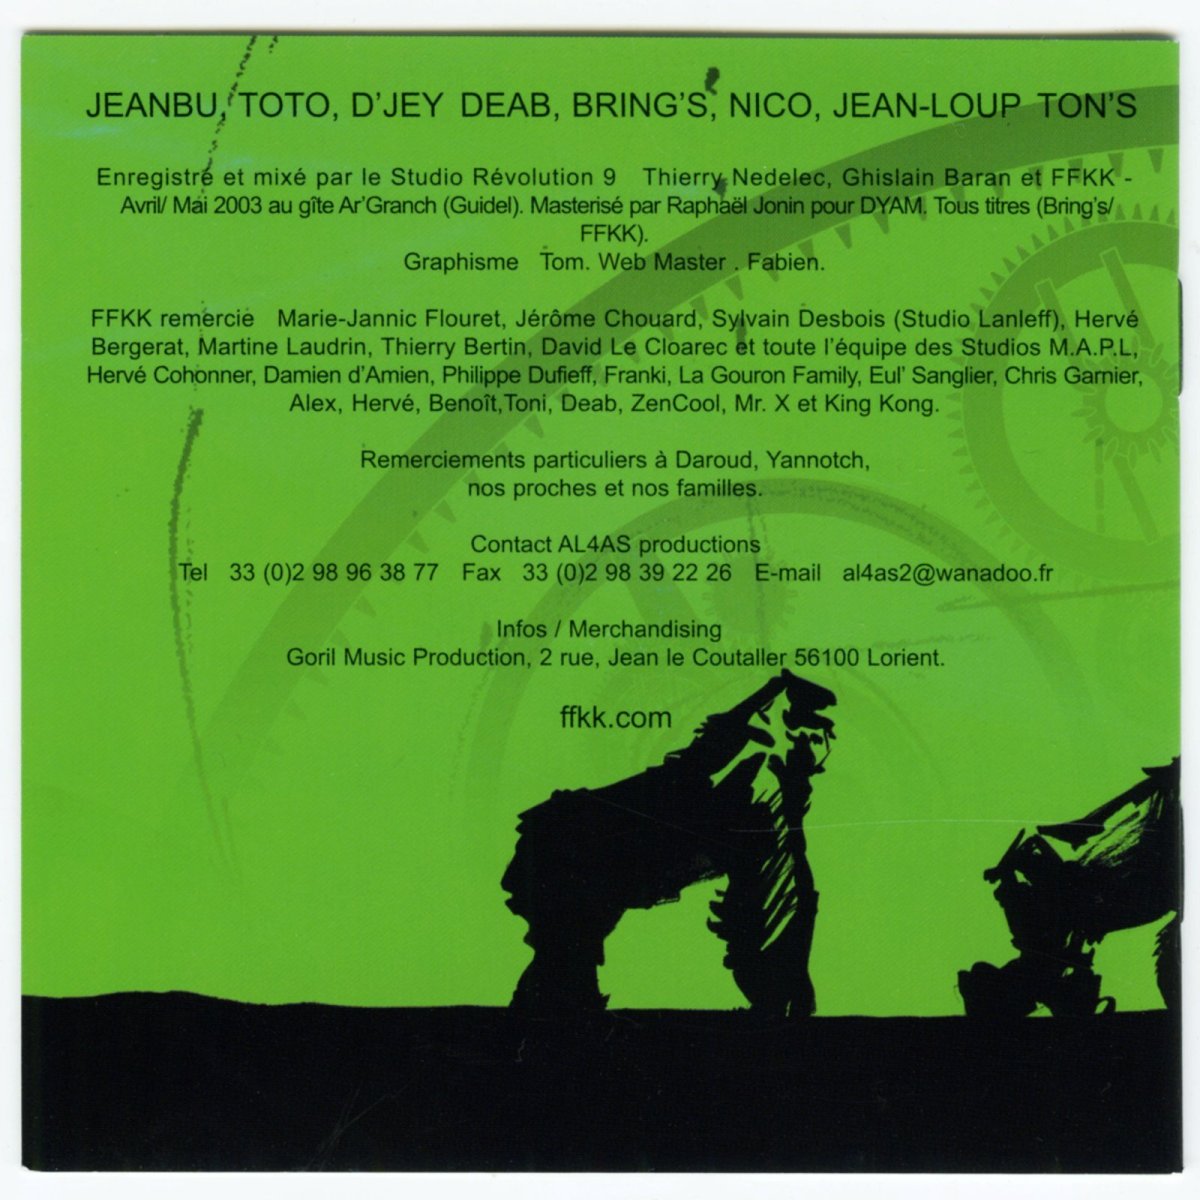 JEANBU, TOTO, D'JEY DEAB, BRING'S, NICO, JEAN-LOUP TON'S
Enregistré et mixé par le Studio Révolution 9 Thierry Nedelec, Ghislain Baran et FFKK -
Avril/ Mai 2003 au gîte Ar'Granch (Guidel). Masterisé par Raphaël Jonin pour DYAM. Tous titres (Bring's/
FFKK).
Graphisme Tom. Web Master . Fabien.
FFKK remercie Marie-Jannic Flouret, Jérôme Chouard, Sylvain Desbois (Studio Lanleff), Hervé
Bergerat, Martine Laudrin, Thierry Bertin, David Le Cloarec et toute l'équipe des Studios M.A.P.L,
Hervé Cohonner, Damien d'Amien, Philippe Dufieff, Franki, La Gouron Family, Eul' Sanglier, Chris Garnier,
Alex, Hervé, Benoît,Toni, Deab, ZenCool, Mr. X et King Kong.
Remerciements particuliers à Daroud, Yannotch,
nos proches et nos familles.
Contact AL4AS productions
Tel 33 (0)2 98 96 38 77 Fax 33 (0)2 98 39 22 26 E-mail al4as2@wanadoo.fr
Infos / Merchandising
Goril Music Production, 2 rue, Jean le Coutaller 56100 Lorient.
ffkk.com